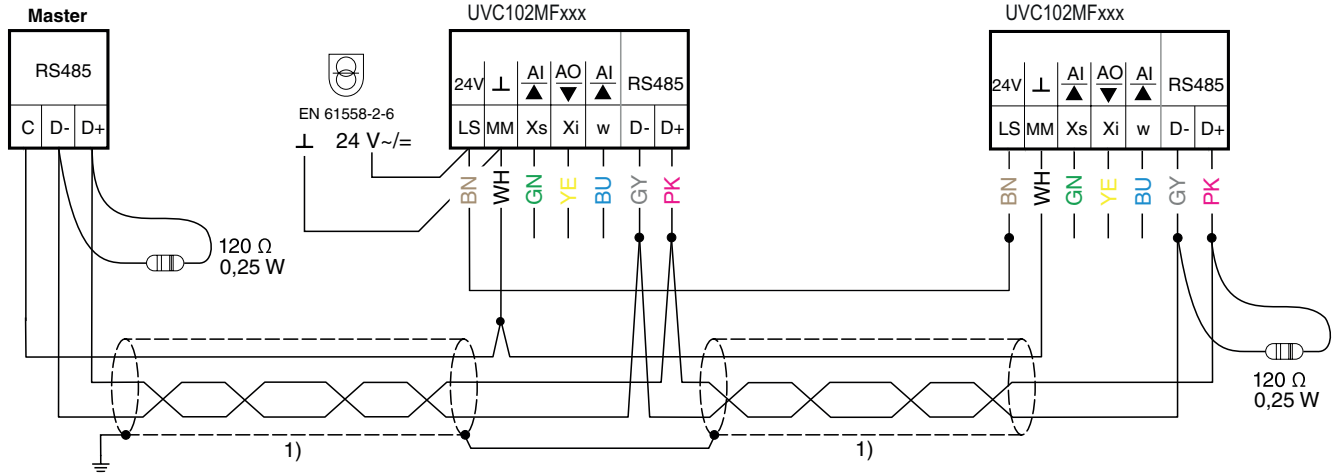 Master
RS485
C D- D+
120 Ω
0,25 W
EN 61558-2-6
⊥ 24 V~/=
UVC102MFxxx
24V ⊥ AI ▲ AO ▼ AI ▲ RS485
LS MM Xs Xi w D- D+
BN WH GN YE BU GY PK
UVC102MFxxx
24V ⊥ AI ▲ AO ▼ AI ▲ RS485
LS MM Xs Xi w D- D+
BN WH GN YE BU GY PK
120 Ω
0,25 W
1)
1)